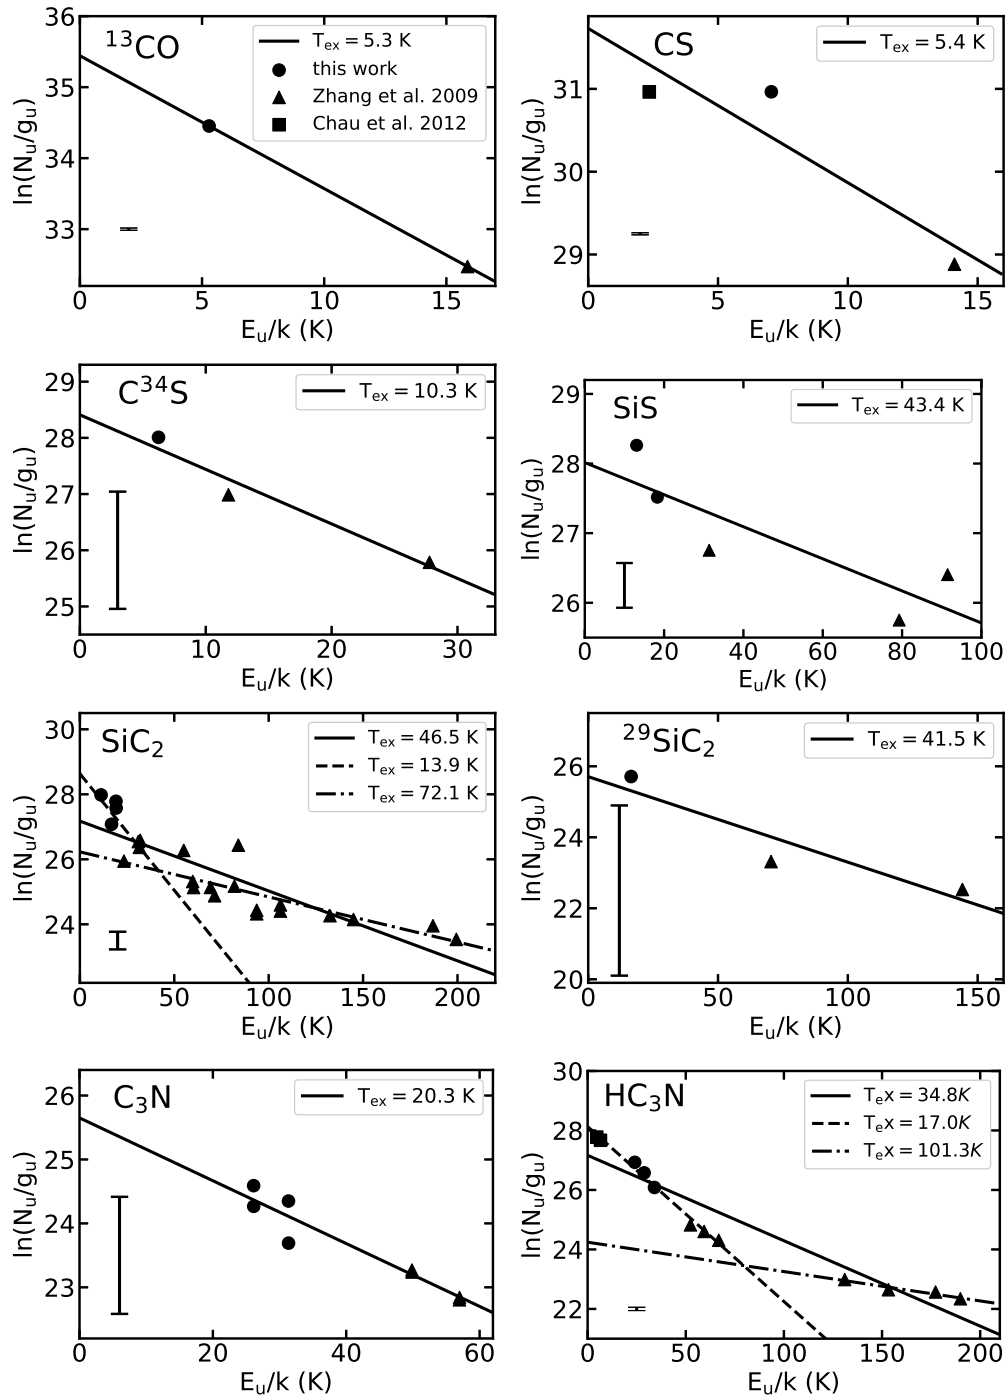 ¹³CO
T_ex = 5.3 K
this work
Zhang et al. 2009
Chau et al. 2012
36
35
34
33
ln(N_u/g_u)
0 5 10 15
E_u/k (K)
CS
T_ex = 5.4 K
31
30
29
ln(N_u/g_u)
0 5 10 15
E_u/k (K)
C³⁴S
T_ex = 10.3 K
29
28
27
26
25
ln(N_u/g_u)
0 10 20 30
E_u/k (K)
SiS
T_ex = 43.4 K
29
28
27
26
ln(N_u/g_u)
0 20 40 60 80 100
E_u/k (K)
SiC₂
T_ex = 46.5 K
T_ex = 13.9 K
T_ex = 72.1 K
30
28
26
24
ln(N_u/g_u)
0 50 100 150 200
E_u/k (K)
²⁹SiC₂
T_ex = 41.5 K
26
24
22
20
ln(N_u/g_u)
0 50 100 150
E_u/k (K)
C₃N
T_ex = 20.3 K
26
25
24
23
ln(N_u/g_u)
0 20 40 60
E_u/k (K)
HC₃N
T_ex = 34.8K
T_ex = 17.0K
T_ex = 101.3K
30
28
26
24
22
ln(N_u/g_u)
0 50 100 150 200
E_u/k (K)